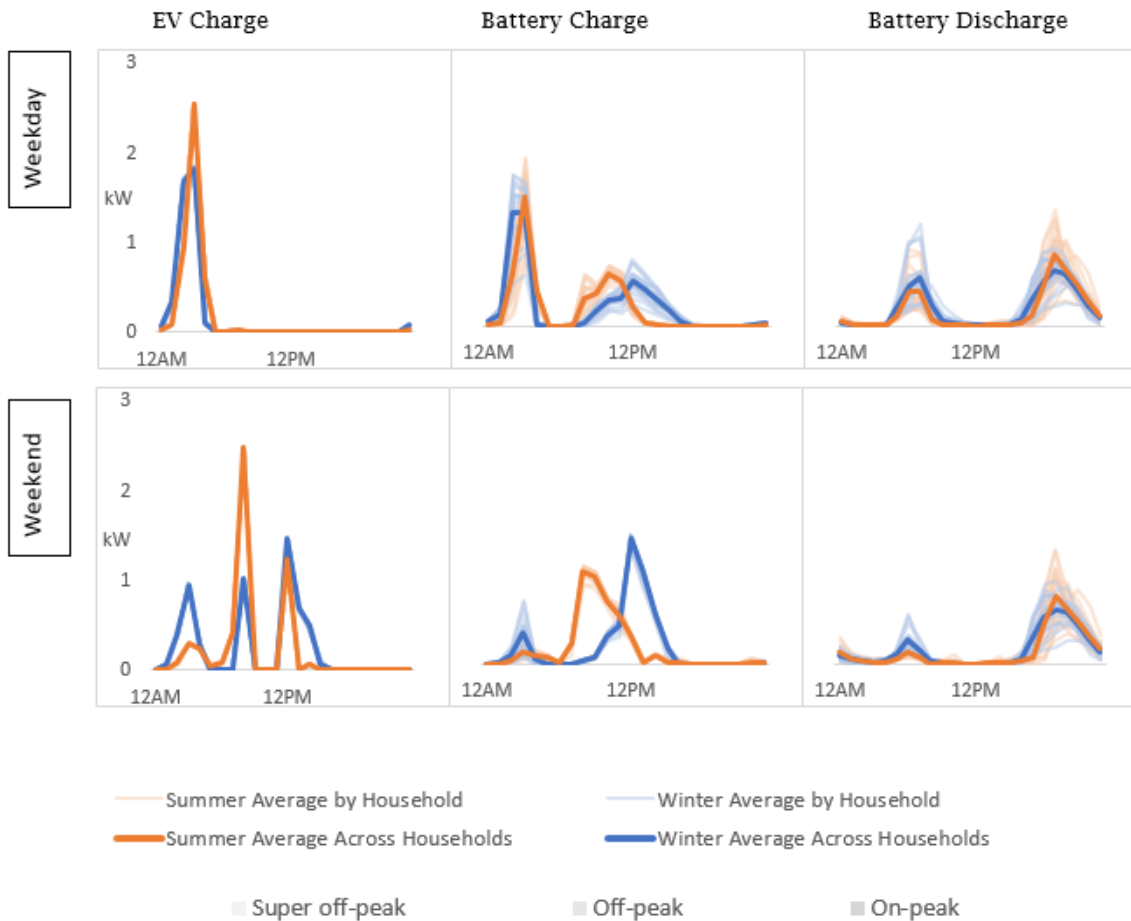 EV Charge Battery Charge Battery Discharge
Weekday
3
2
kW
1
0
12AM 12PM 12AM 12PM 12AM 12PM
Weekend
3
2
kW
1
0
12AM 12PM 12AM 12PM 12AM 12PM
Summer Average by Household Winter Average by Household
Summer Average Across Households Winter Average Across Households
Super off-peak Off-peak On-peak